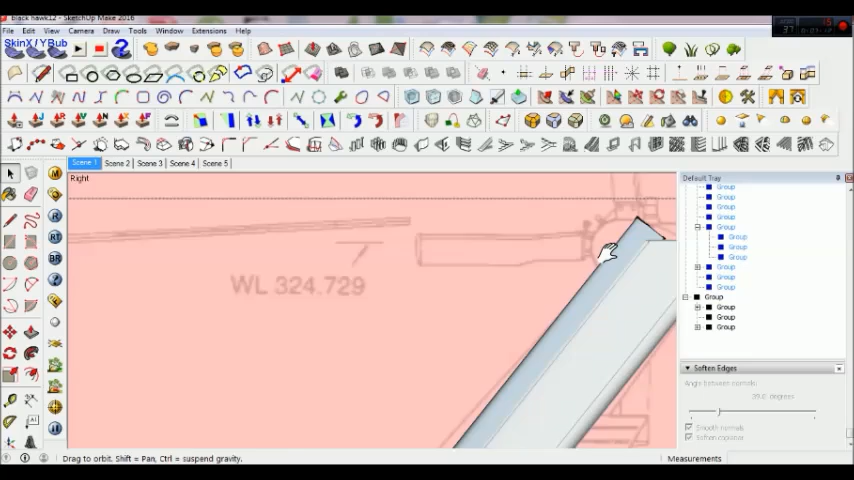 black hawk12 - SketchUp Make 2016
File Edit View Camera Draw Tools Window Extensions Help
SkinX / YBub
Scene 1 Scene 2 Scene 3 Scene 4 Scene 5
Right
Default Tray
Group
Group
Group
Group
Group
Group
Group
Group
Group
Group
Group
Group
Group
Group
WL 324.729
Soften Edges
Angle between normals:
degrees
Smooth normals
Soften coplanar
Drag to orbit. Shift = Pan, Ctrl = suspend gravity.
Measurements